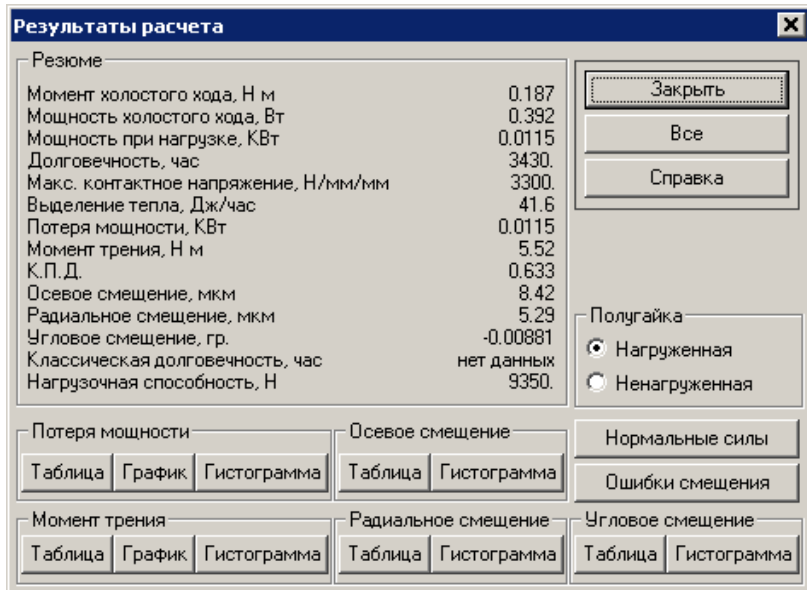 Результаты расчета
Резюме
Момент холостого хода, Н м 0.187
Мощность холостого хода, Вт 0.392
Мощность при нагрузке, КВт 0.0115
Долговечность, час 3430.
Макс. контактное напряжение, Н/мм/мм 3300.
Выделение тепла, Дж/час 41.6
Потеря мощности, КВт 0.0115
Момент трения, Н м 5.52
К.П.Д. 0.633
Осевое смещение, мкм 8.42
Радиальное смещение, мкм 5.29
Угловое смещение, гр. -0.00881
Классическая долговечность, час нет данных
Нагрузочная способность, Н 9350.
Закрыть
Все
Справка
Полугайка
Нагруженная
Ненагруженная
Потеря мощности
Таблица График Гистограмма
Осевое смещение
Таблица Гистограмма
Нормальные силы
Ошибки смещения
Момент трения
Таблица График Гистограмма
Радиальное смещение
Таблица Гистограмма
Угловое смещение
Таблица Гистограмма